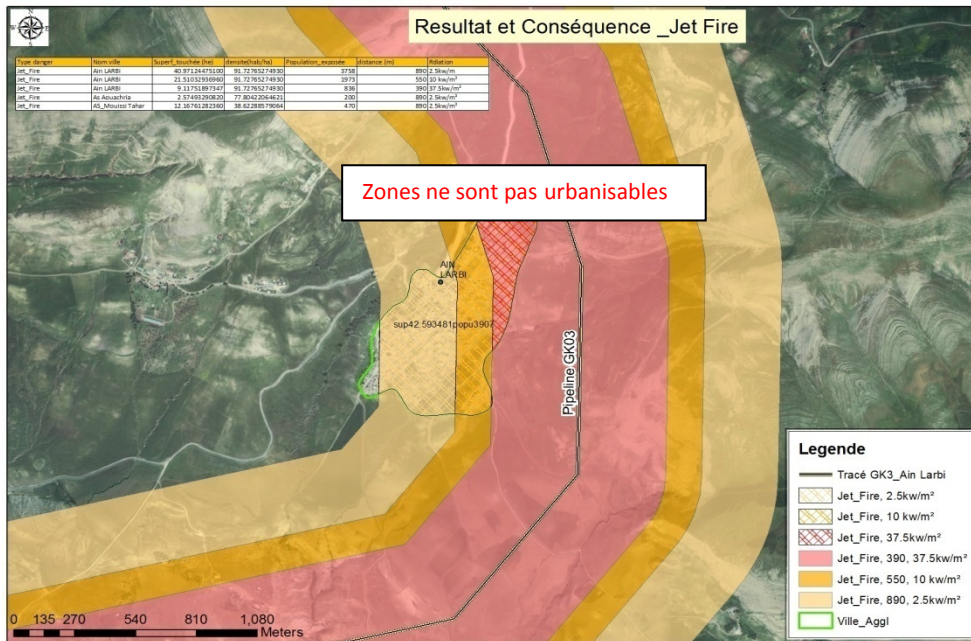 Resultat et Conséquence _Jet Fire
Type danger Nom ville Superf_touchée (ha) densite(hab/ha) Population_exposée distance (m) Rdiation
Jet_Fire Ain LARBI 40.97124475100 91.72765274930 3758 890 2.5kw/m
Jet_Fire Ain LARBI 21.51032936960 91.72765274930 1973 550 10 kw/m²
Jet_Fire Ain LARBI 9.11751897347 91.72765274930 836 390 37.5kw/m²
Jet_Fire As Aouachria 2.57493290820 77.80422064621 200 890 2.5kw/m²
Jet_Fire AS_Mouissi Tahar 12.16761282360 38.62288579064 470 890 2.5kw/m²
Zones ne sont pas urbanisables
AIN
LARBI
sup42.593481popu3907
Pipeline GK03
Legende
Tracé GK3_Ain Larbi
Jet_Fire, 2.5kw/m²
Jet_Fire, 10 kw/m²
Jet_Fire, 37.5kw/m²
Jet_Fire, 390, 37.5kw/m²
Jet_Fire, 550, 10 kw/m²
Jet_Fire, 890, 2.5kw/m²
Ville_Aggl
0 135 270 540 810 1,080
Meters